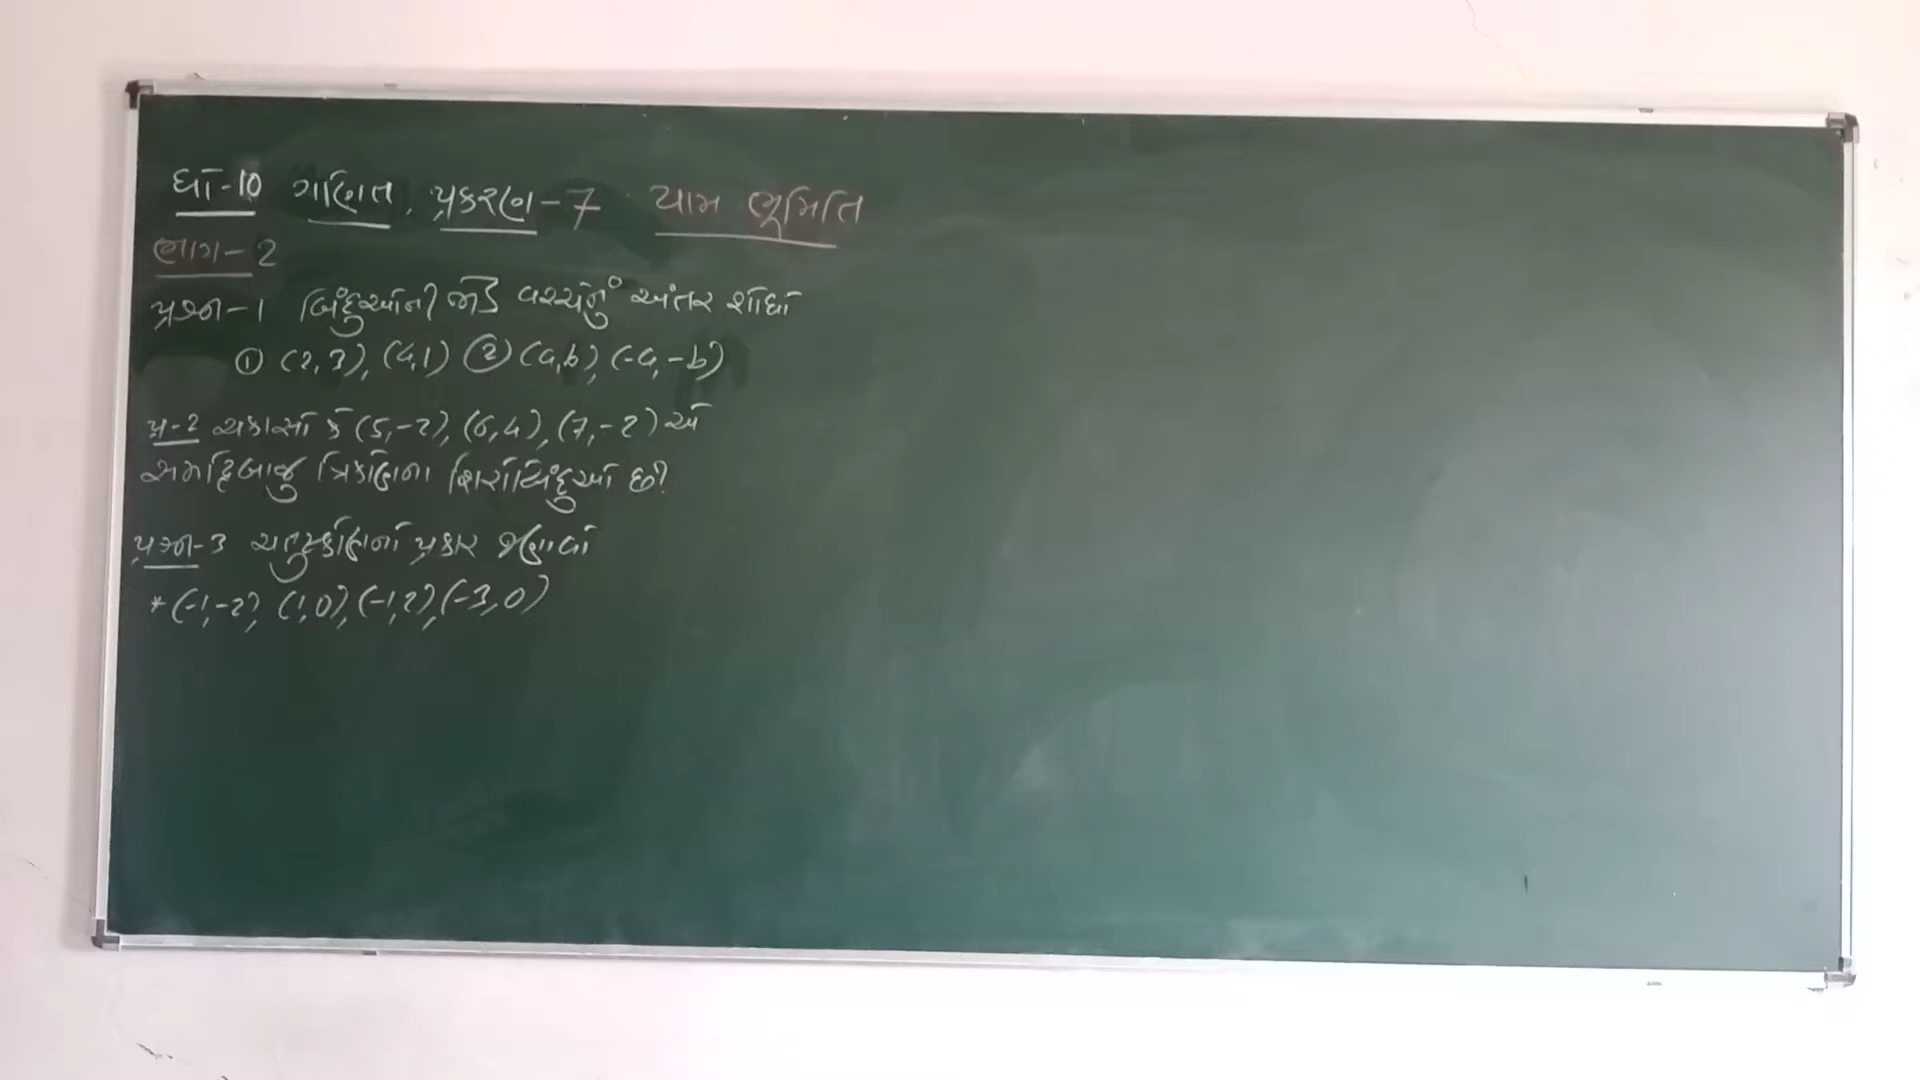 ધો-10 ગણિત. પ્રકરણ-7 યામ ભૂમિતિ
ભાગ-2
પ્રશ્ન-1 બિંદુઓની જોડ વચ્ચેનું અંતર શોધો
① (2,3), (4,1) ② (a,b), (-a,-b)
પ્ર-2 ચકાસો કે (5,-2), (6,4), (7,-2) એ
સમદ્વિબાજુ ત્રિકોણના શિરોબિંદુઓ છે?
પ્રશ્ન-3 ચતુષ્કોણનો પ્રકાર જણાવો
* (-1,-2), (1,0), (-1,2), (-3,0)